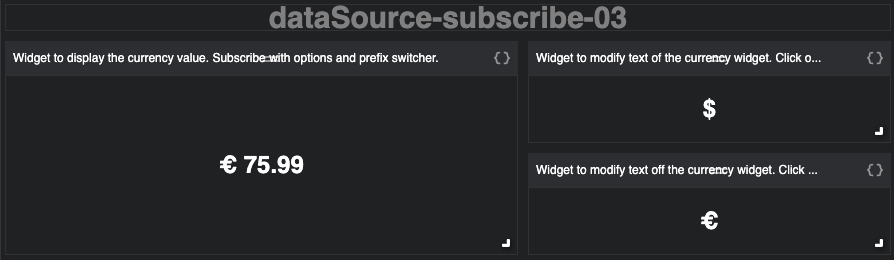 dataSource-subscribe-03
Widget to display the currency value. Subscribe with options and prefix switcher.
{}
€ 75.99
Widget to modify text of the currency widget. Click o...
{}
$
Widget to modify text off the currency widget. Click ...
{}
€